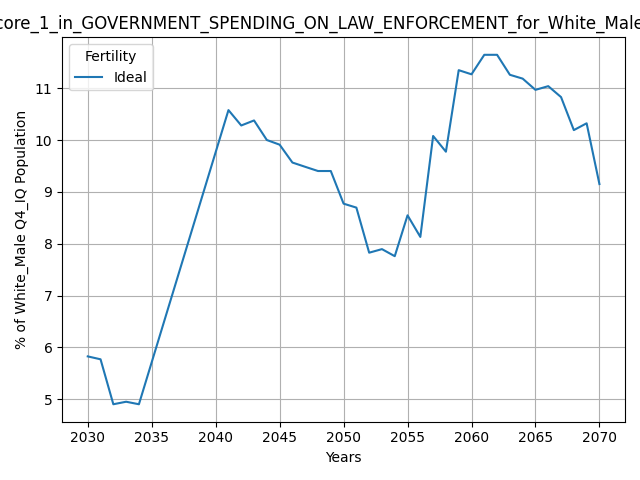 core_1_in_GOVERNMENT_SPENDING_ON_LAW_ENFORCEMENT_for_White_Male
Fertility
Ideal
% of White_Male Q4_IQ Population
11
10
9
8
7
6
5
2030 2035 2040 2045 2050 2055 2060 2065 2070
Years